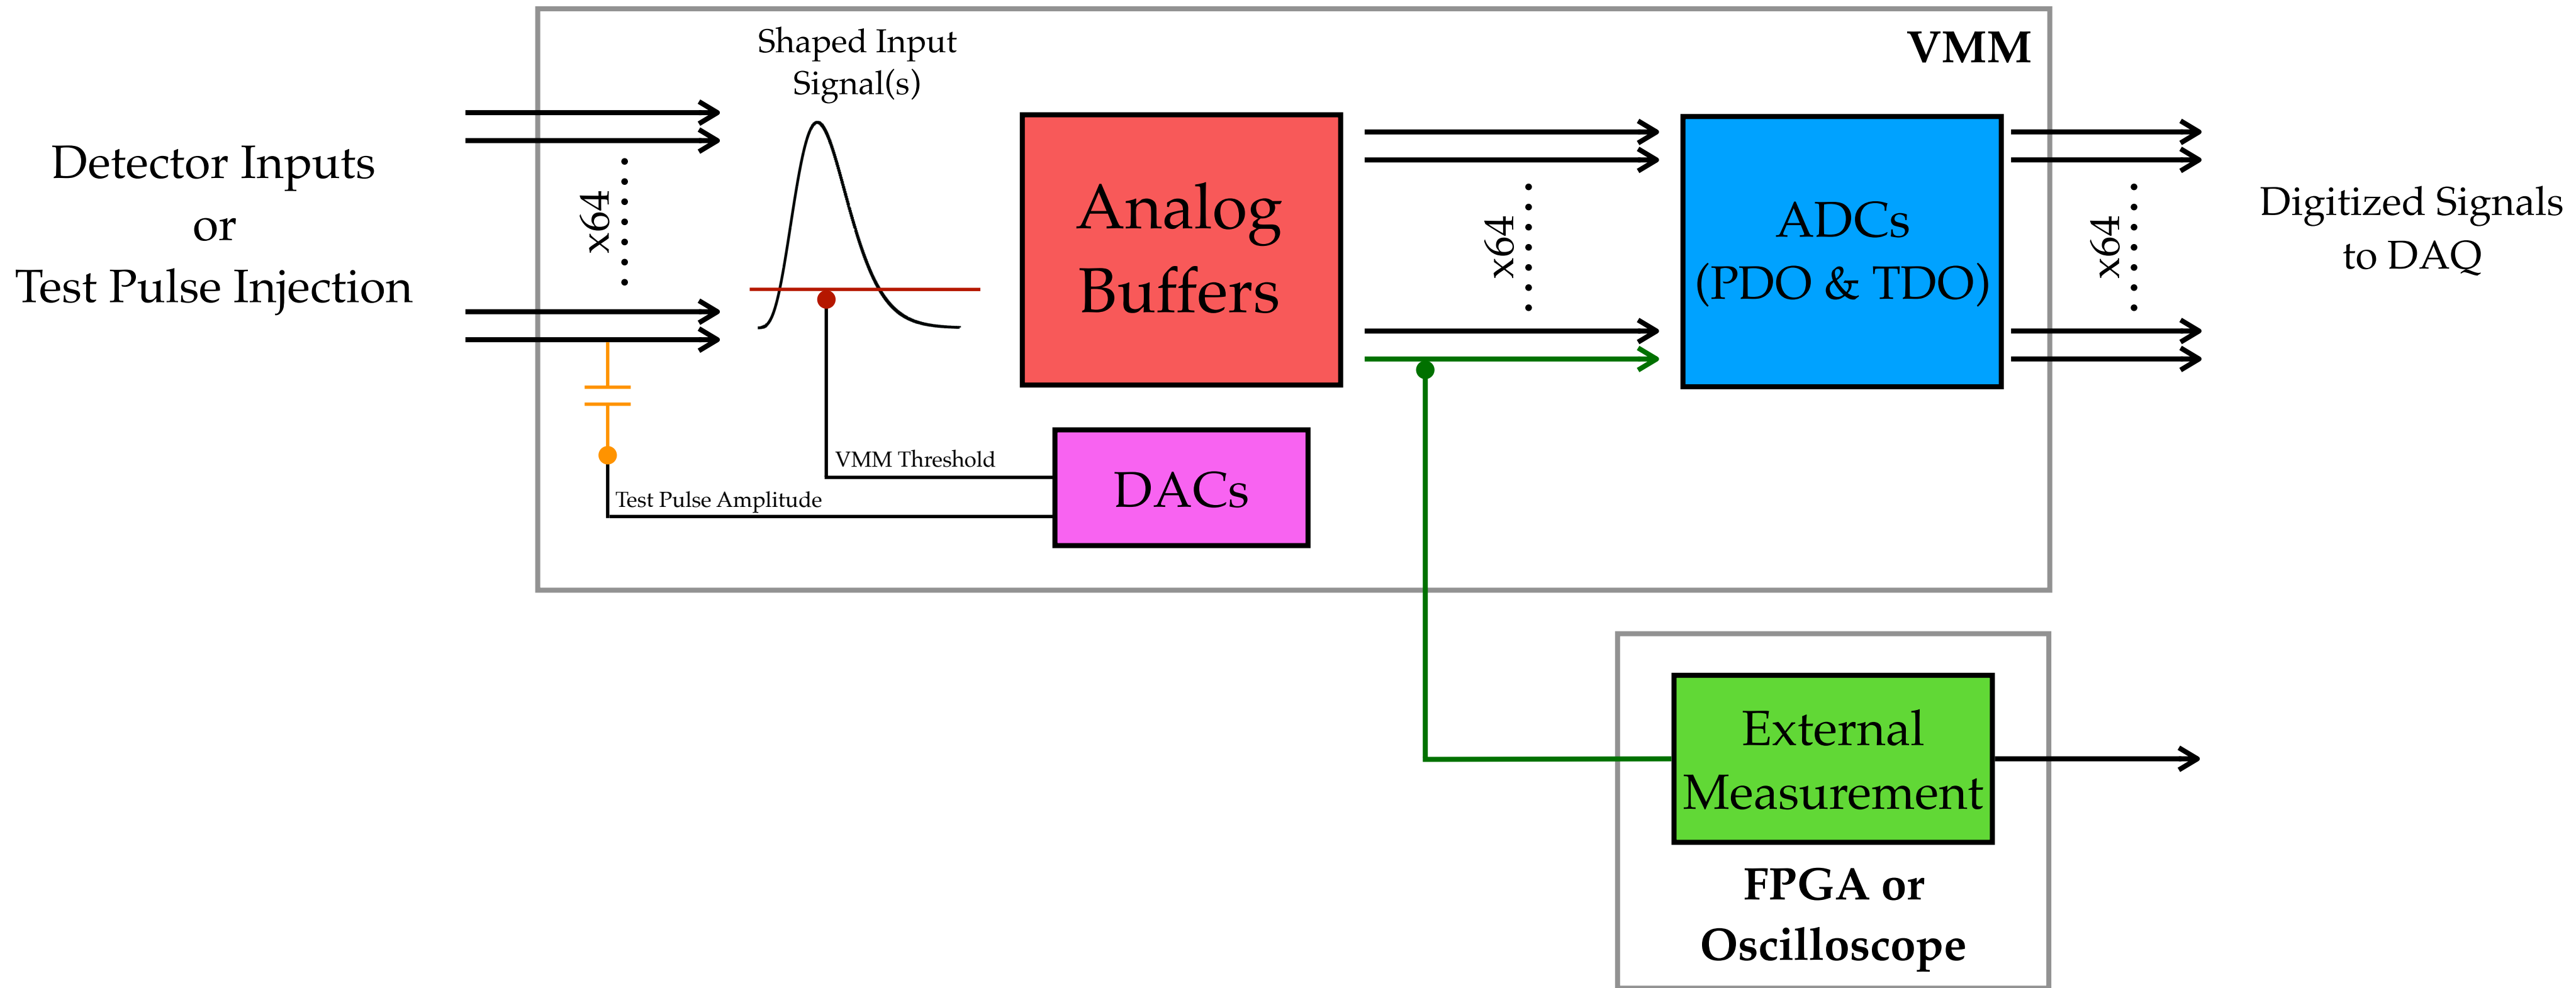 Detector Inputs
or
Test Pulse Injection
x64
Shaped Input
Signal(s)
VMM
Analog
Buffers
x64
ADCs
(PDO & TDO)
x64
Digitized Signals
to DAQ
VMM Threshold
Test Pulse Amplitude
DACs
External
Measurement
FPGA or
Oscilloscope